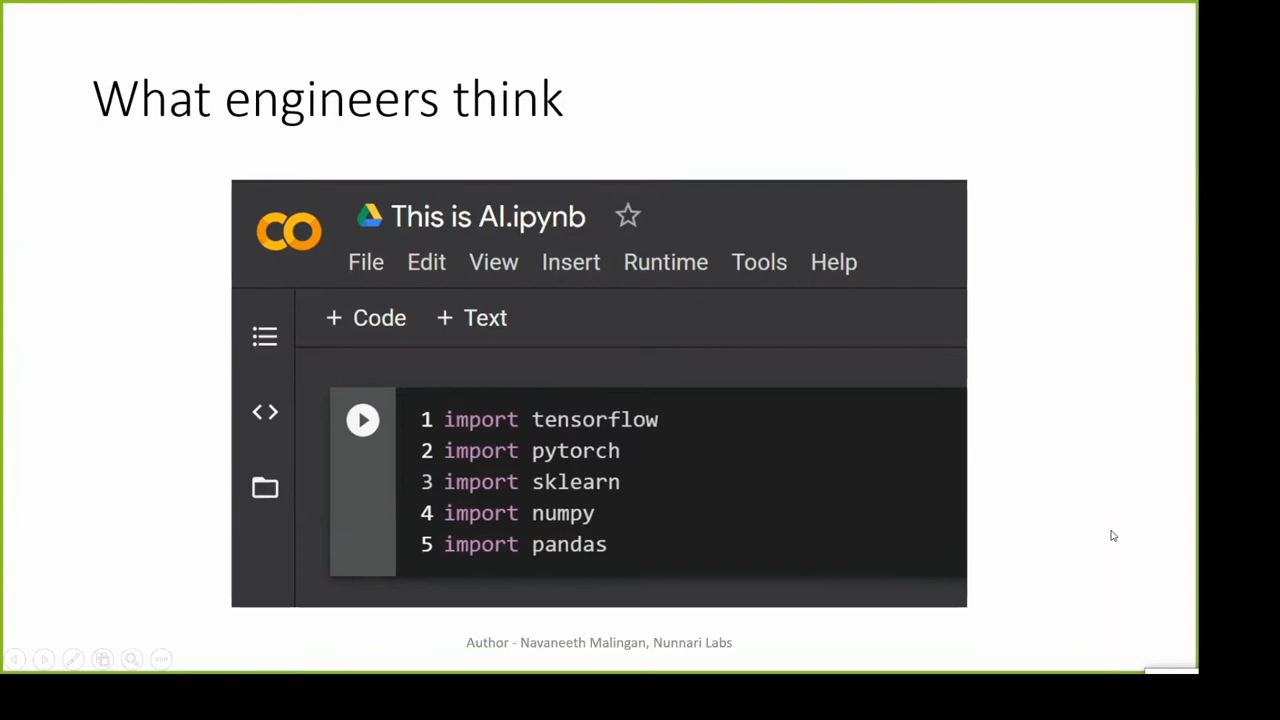 What engineers think
CO
This is AI.ipynb
File Edit View Insert Runtime Tools Help
+ Code + Text
1 import tensorflow
2 import pytorch
3 import sklearn
4 import numpy
5 import pandas
Author - Navaneeth Malingan, Nunnari Labs